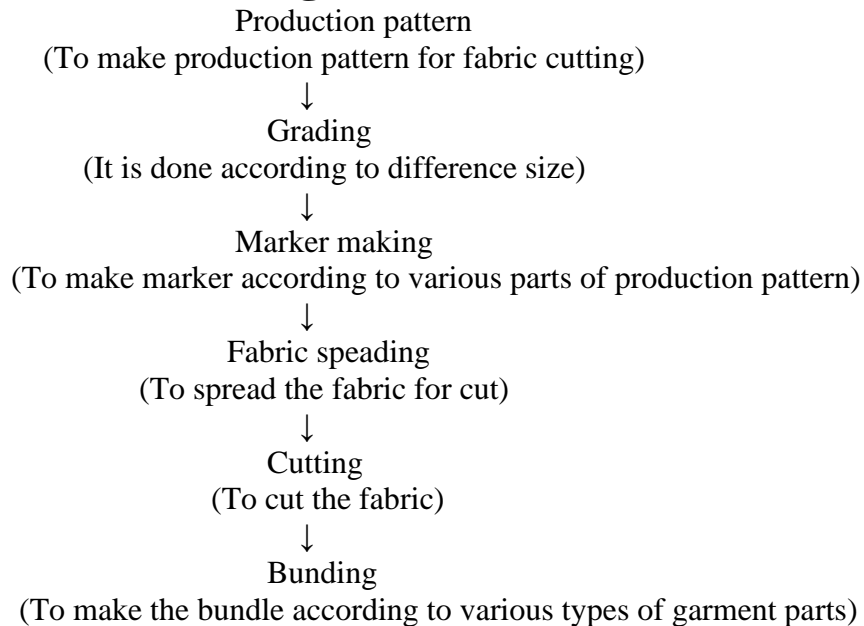 Production pattern
(To make production pattern for fabric cutting)
↓
Grading
(It is done according to difference size)
↓
Marker making
(To make marker according to various parts of production pattern)
↓
Fabric speading
(To spread the fabric for cut)
↓
Cutting
(To cut the fabric)
↓
Bunding
(To make the bundle according to various types of garment parts)